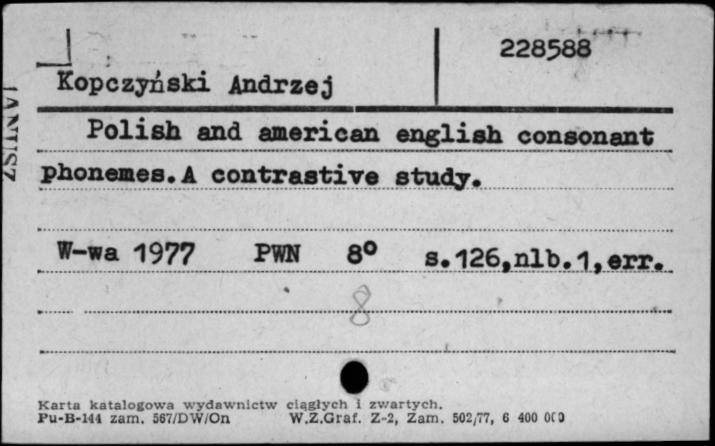 228588
Kopczyński Andrzej
Polish and american english consonant
phonemes. A contrastive study.
W-wa 1977 PWN 8º s.126,nlb.1,err.
8
Karta katalogowa wydawnictw ciągłych i zwartych.
Pu-B-144 zam. 567/DW/On W.Z.Graf. Z-2, Zam. 502/77, 6 400 000
JANUSZ